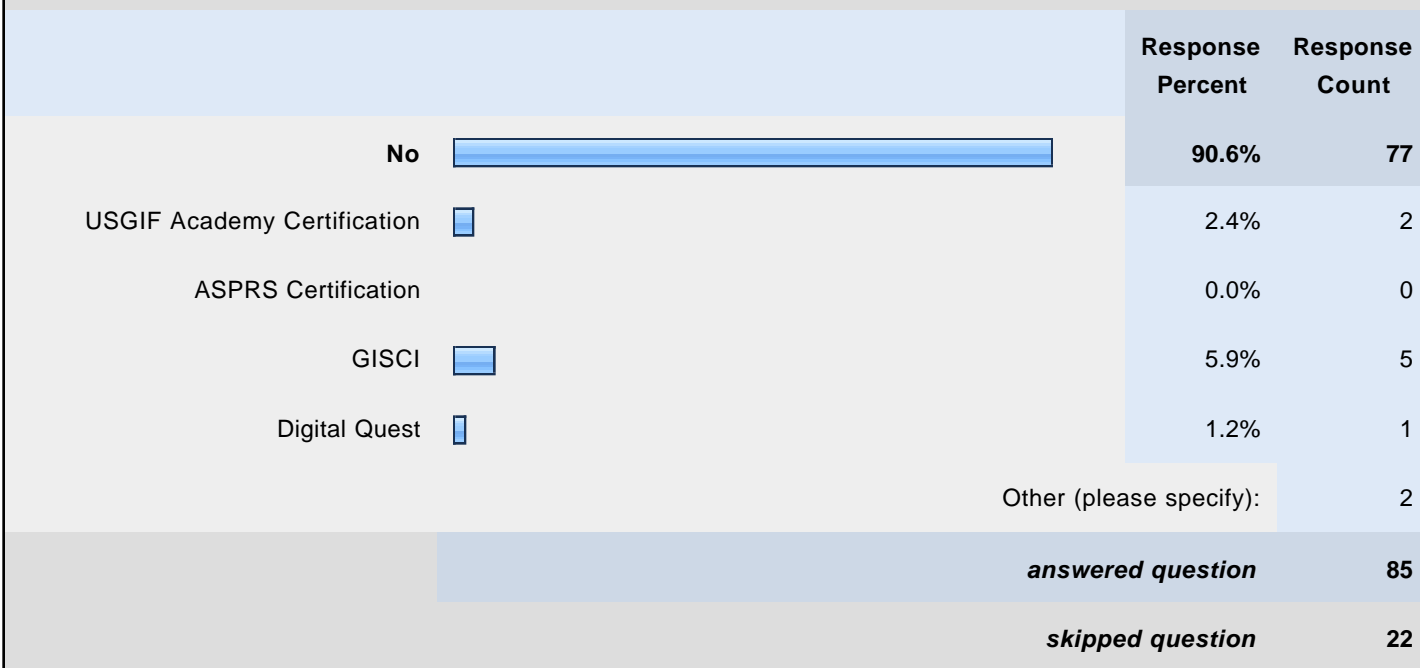 Response Response
Percent Count
No 90.6% 77
USGIF Academy Certification 2.4% 2
ASPRS Certification 0.0% 0
GISCI 5.9% 5
Digital Quest 1.2% 1
Other (please specify): 2
answered question 85
skipped question 22